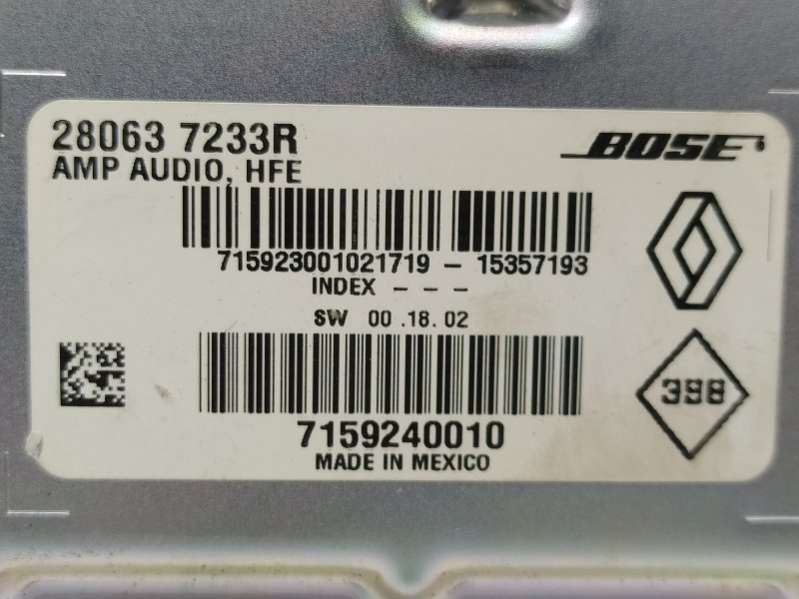 28063 7233R
BOSE
AMP AUDIO, HFE
715923001021719 - 15357193
INDEX - - -
SW 00 .18. 02
398
7159240010
MADE IN MEXICO